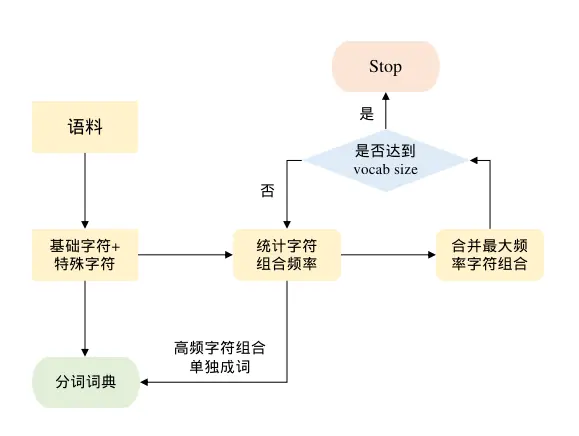 Stop
是
语料
是否达到
vocab size
否
基础字符+
特殊字符
统计字符
组合频率
合并最大频
率字符组合
高频字符组合
单独成词
分词词典